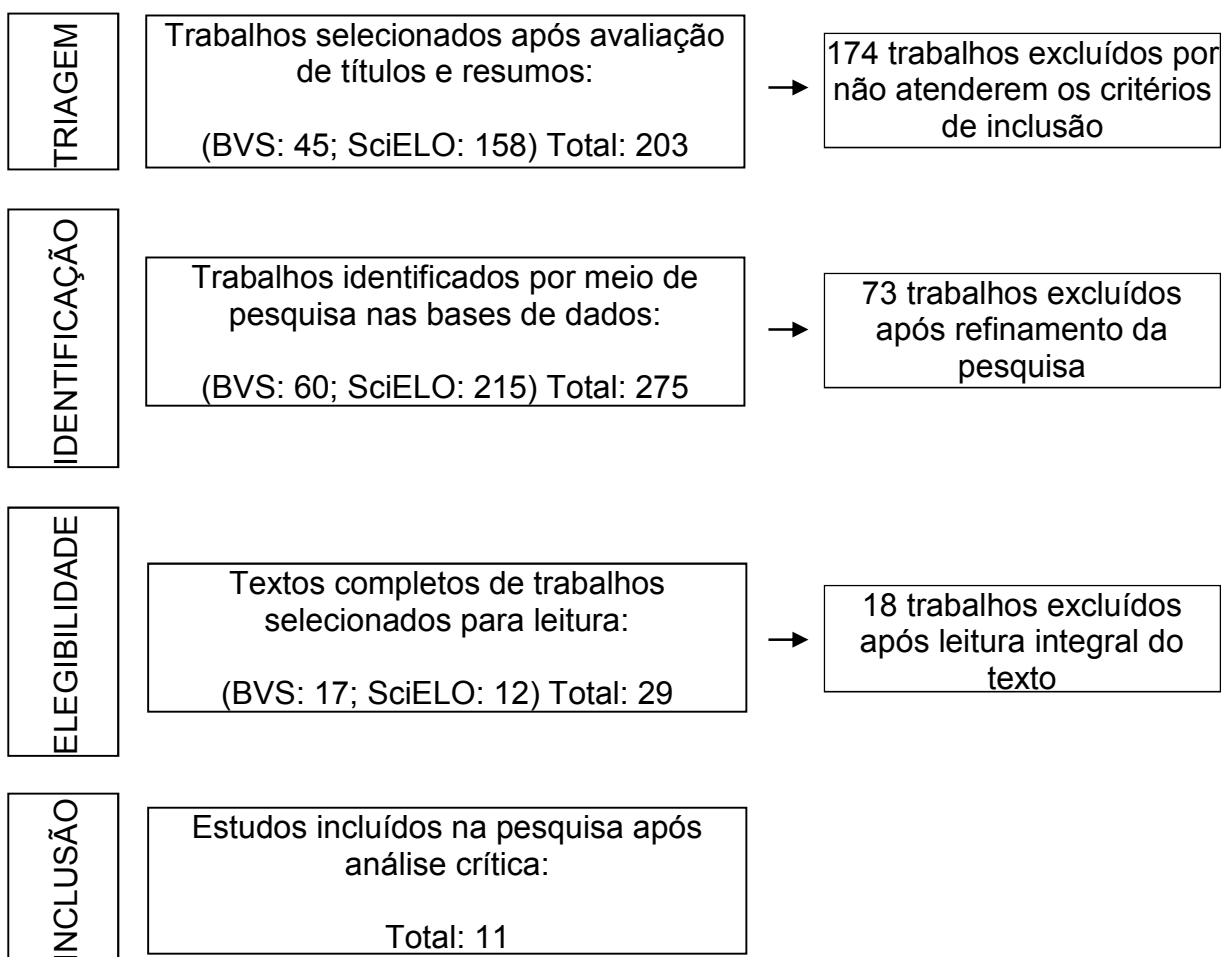 TRIAGEM
Trabalhos selecionados após avaliação
de títulos e resumos:
(BVS: 45; SciELO: 158) Total: 203
174 trabalhos excluídos por
não atenderem os critérios
de inclusão
IDENTIFICAÇÃO
Trabalhos identificados por meio de
pesquisa nas bases de dados:
(BVS: 60; SciELO: 215) Total: 275
73 trabalhos excluídos
após refinamento da
pesquisa
ELEGIBILIDADE
Textos completos de trabalhos
selecionados para leitura:
(BVS: 17; SciELO: 12) Total: 29
18 trabalhos excluídos
após leitura integral do
texto
INCLUSÃO
Estudos incluídos na pesquisa após
análise crítica:
Total: 11